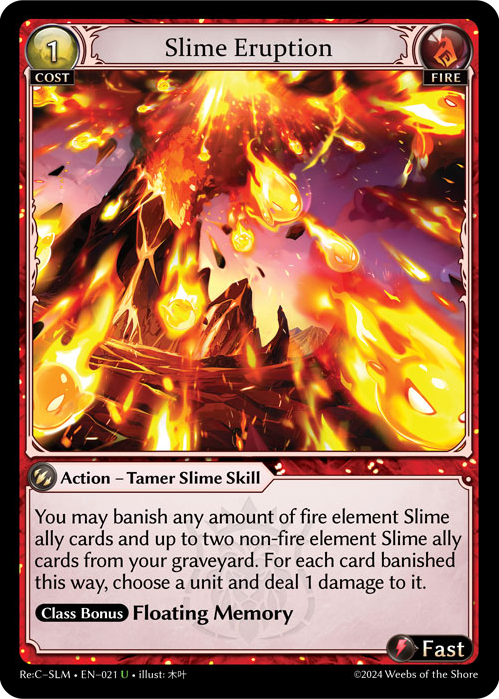 1
COST
Slime Eruption
FIRE
Action – Tamer Slime Skill
You may banish any amount of fire element Slime
ally cards and up to two non-fire element Slime ally
cards from your graveyard. For each card banished
this way, choose a unit and deal 1 damage to it.
Class Bonus Floating Memory
Fast
Re:C–SLM • EN–021 U • illust: 木叶
©2024 Weebs of the Shore